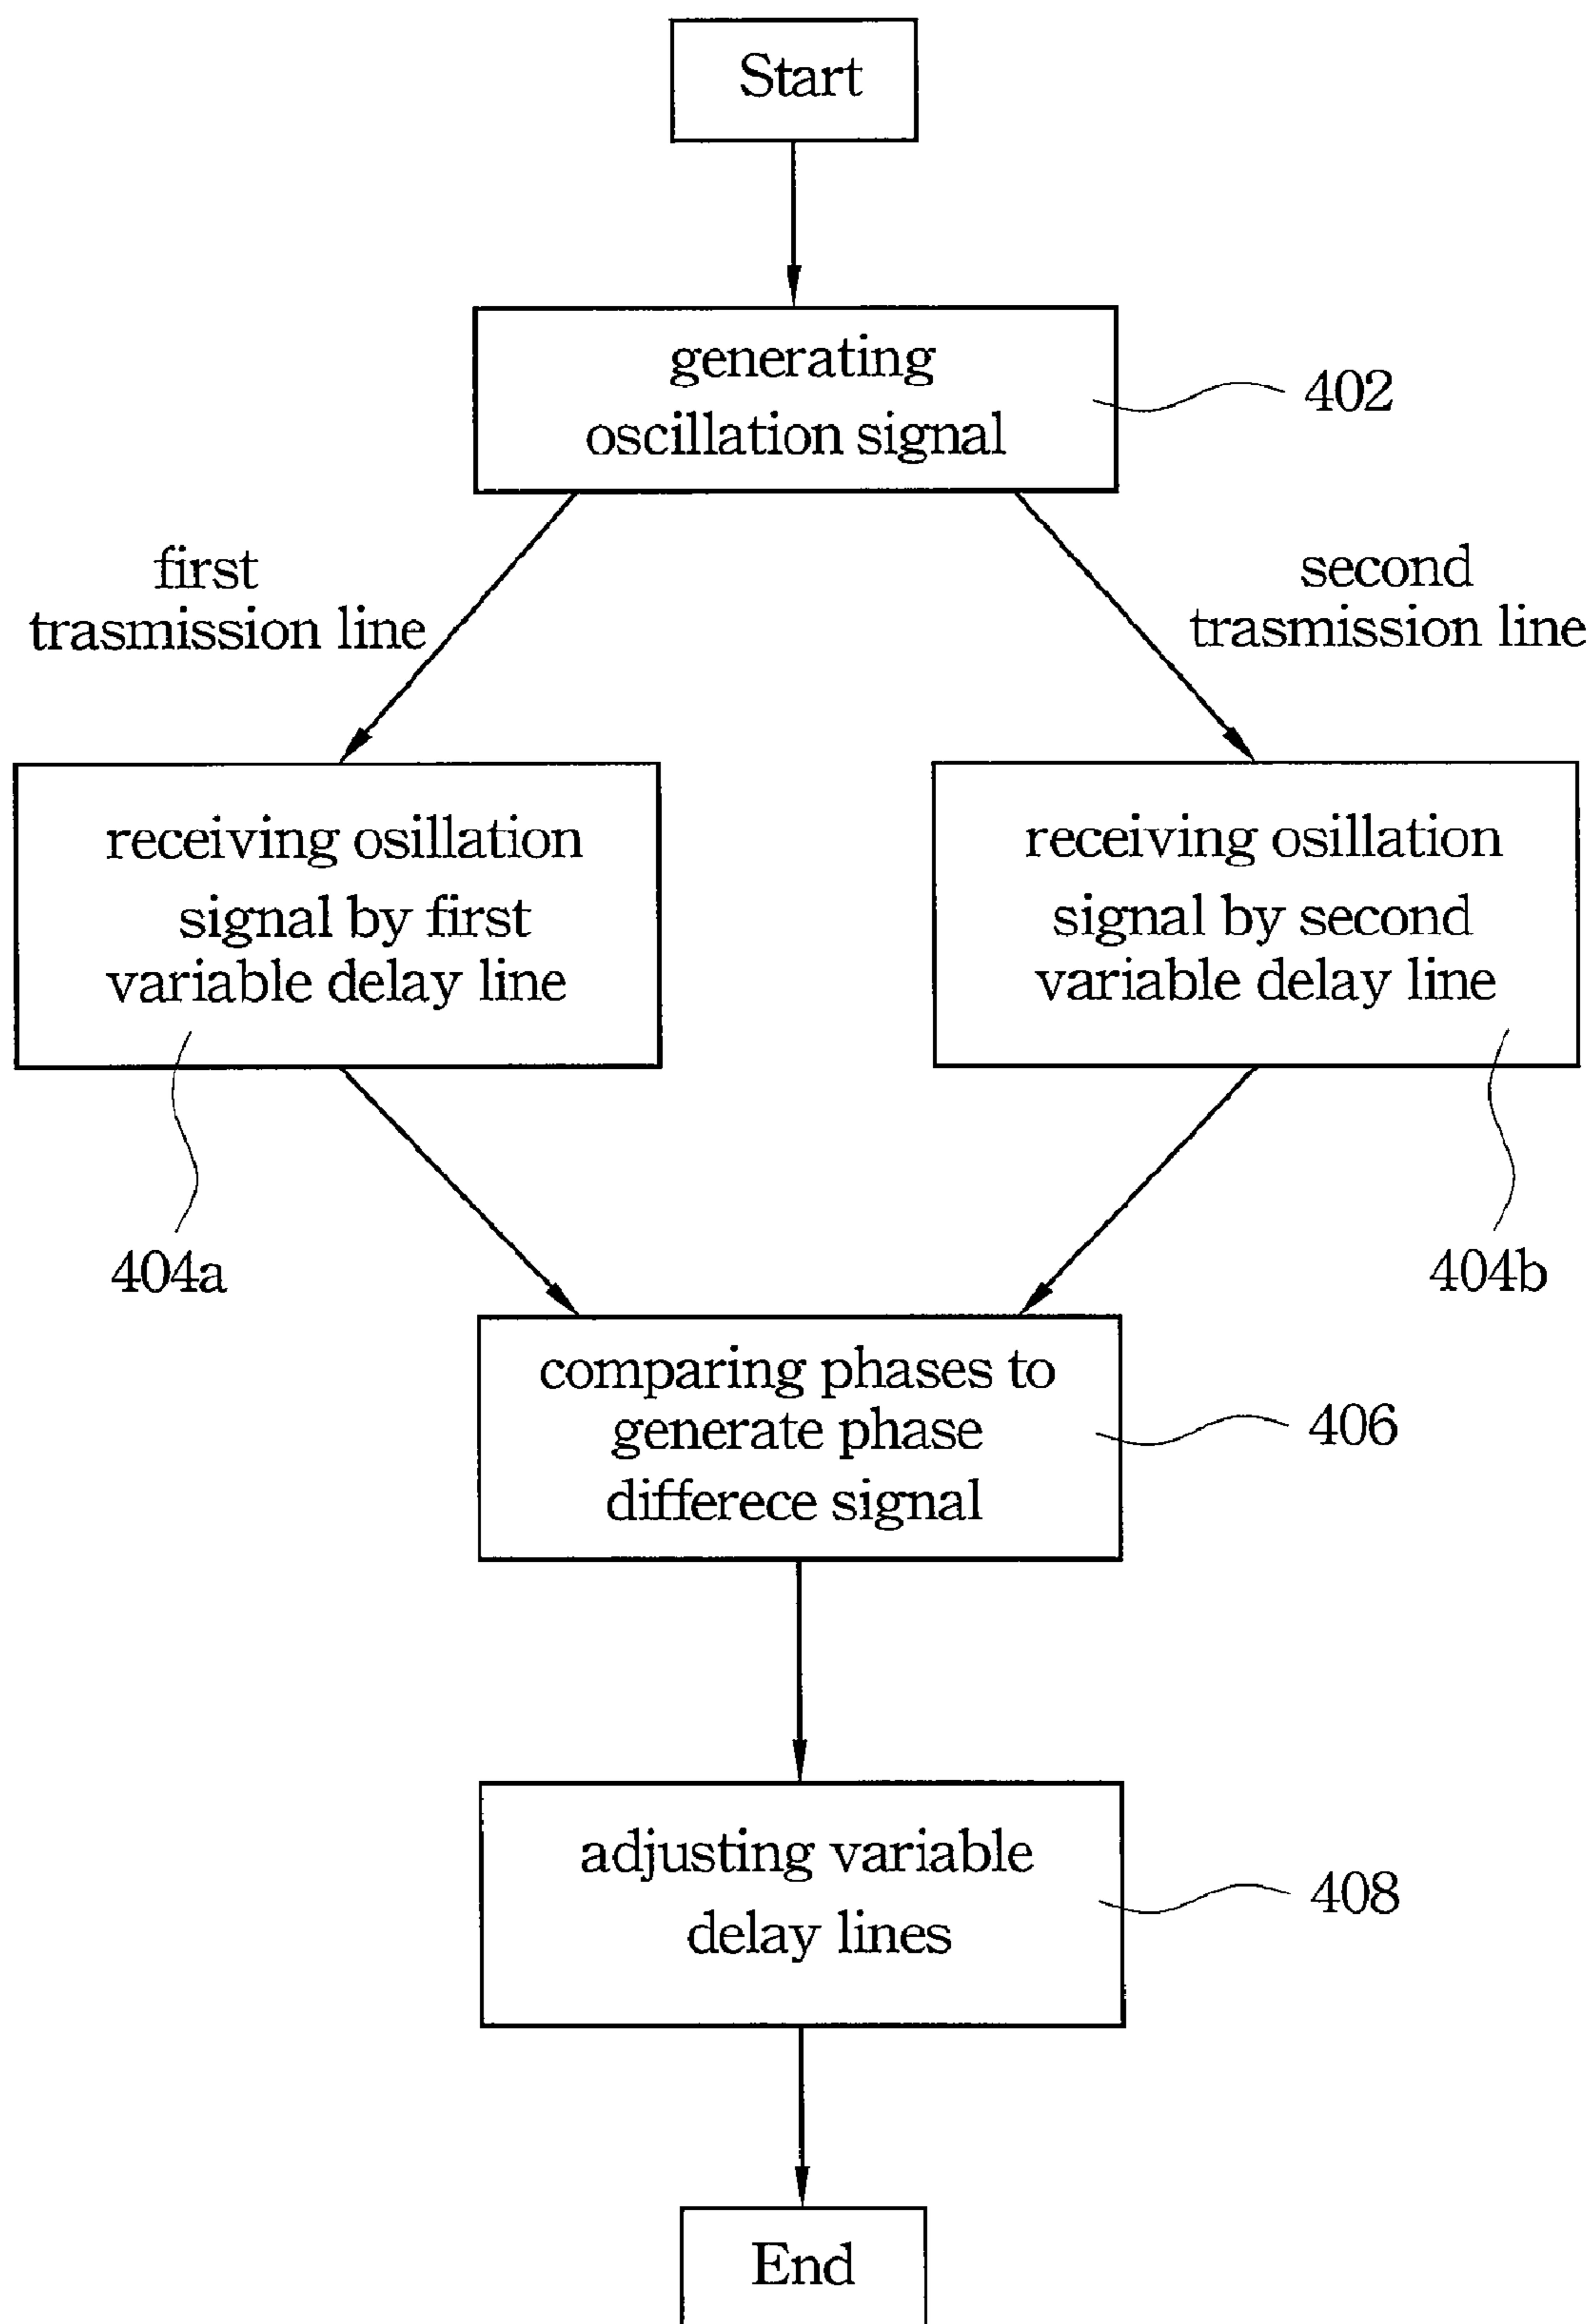 Start
generating
oscillation signal
402
first
trasmission line
second
trasmission line
receiving osillation
signal by first
variable delay line
receiving osillation
signal by second
variable delay line
404a
404b
comparing phases to
generate phase
differece signal
406
adjusting variable
delay lines
408
End